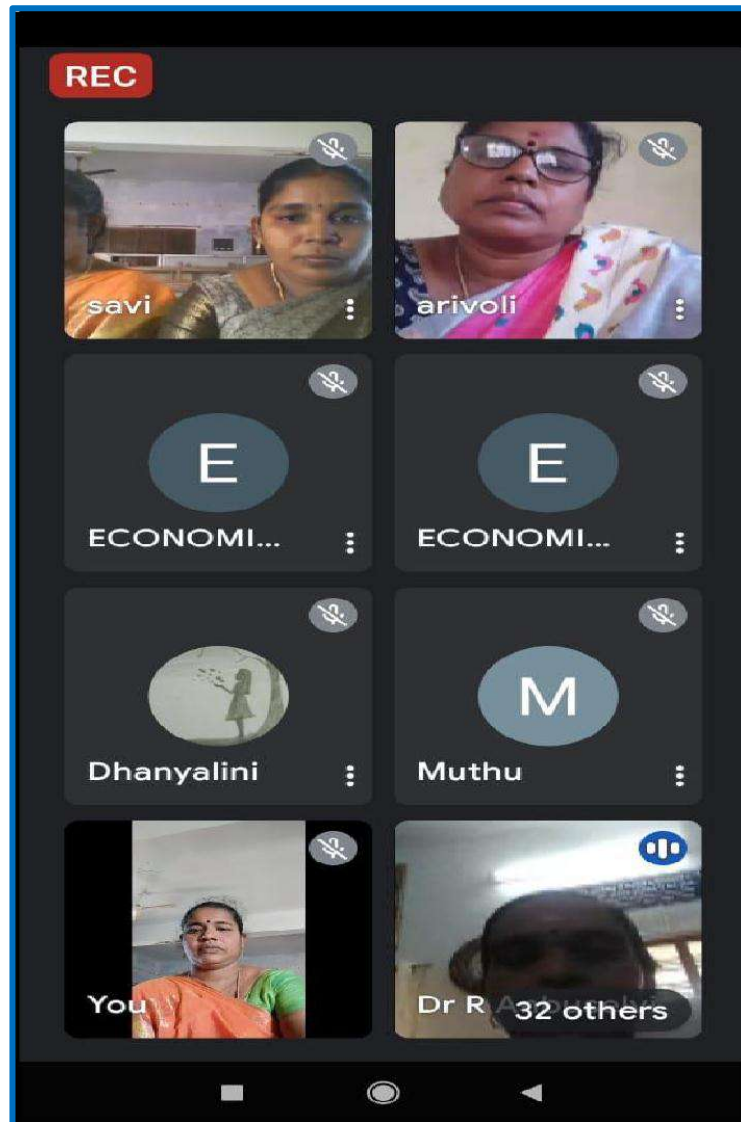 REC
savi
arivoli
E
E
ECONOMI...
ECONOMI...
M
Dhanyalini
Muthu
You
Dr R
32 others